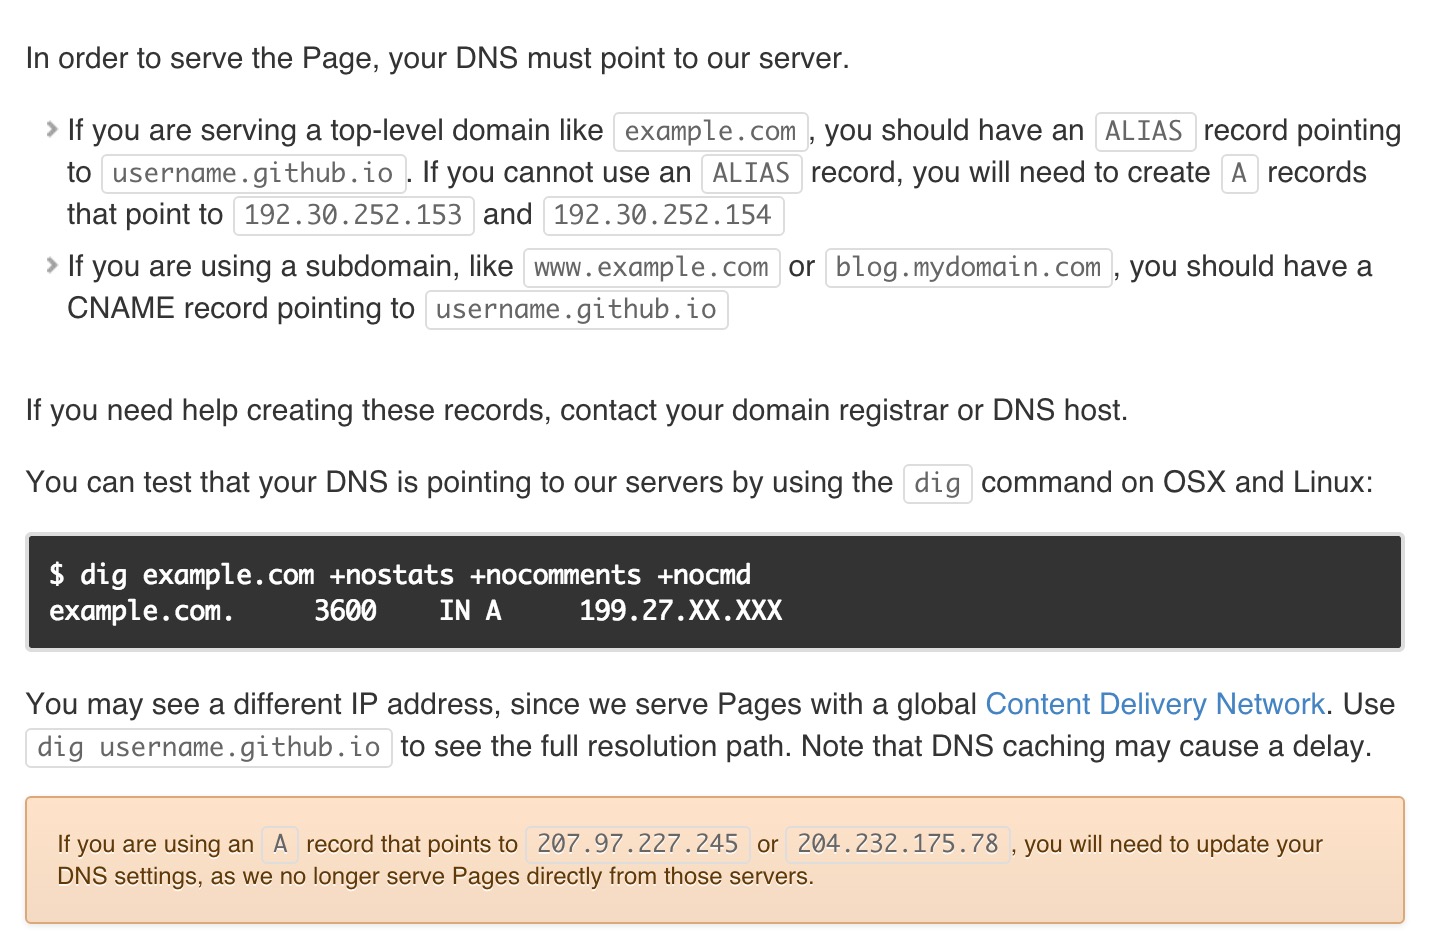 In order to serve the Page, your DNS must point to our server.
If you are serving a top-level domain like example.com, you should have an ALIAS record pointing
to username.github.io. If you cannot use an ALIAS record, you will need to create A records
that point to 192.30.252.153 and 192.30.252.154
If you are using a subdomain, like www.example.com or blog.mydomain.com, you should have a
CNAME record pointing to username.github.io
If you need help creating these records, contact your domain registrar or DNS host.
You can test that your DNS is pointing to our servers by using the dig command on OSX and Linux:
$ dig example.com +nostats +nocomments +nocmd
example.com. 3600 IN A 199.27.XX.XXX
You may see a different IP address, since we serve Pages with a global Content Delivery Network. Use
dig username.github.io to see the full resolution path. Note that DNS caching may cause a delay.
If you are using an A record that points to 207.97.227.245 or 204.232.175.78, you will need to update your
DNS settings, as we no longer serve Pages directly from those servers.